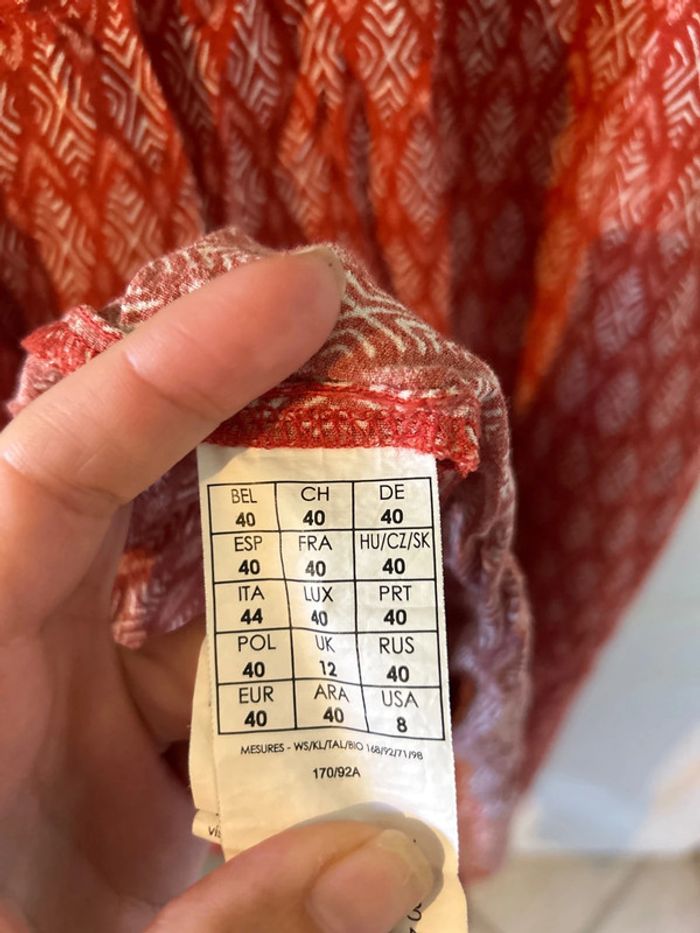 BEL CH DE
40 40 40
ESP FRA HU/CZ/SK
40 40 40
ITA LUX PRT
44 40 40
POL UK RUS
40 12 40
EUR ARA USA
40 40 8
MESURES - WS/KL/TAL/BIO 168/92/71/98
170/92A